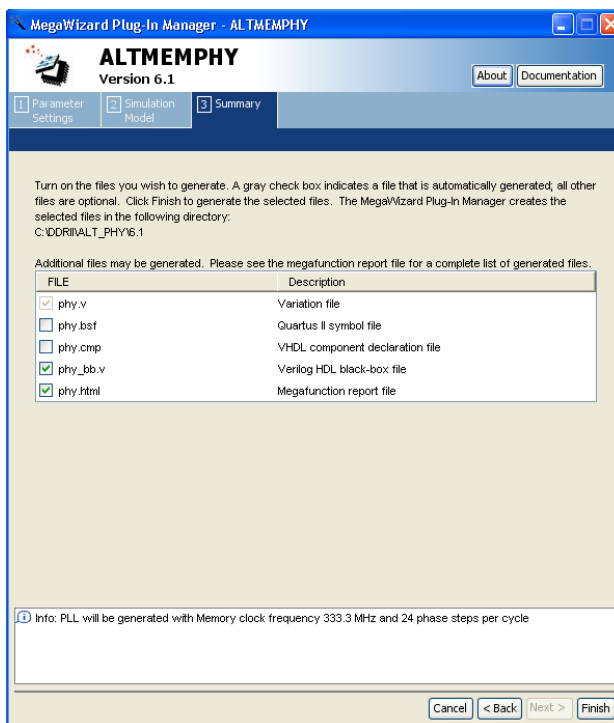 MegaWizard Plug-In Manager - ALTMEMPHY
ALTMEMPHY
Version 6.1
About Documentation
1 Parameter Settings
2 Simulation Model
3 Summary
Turn on the files you wish to generate. A gray check box indicates a file that is automatically generated; all other
files are optional. Click Finish to generate the selected files. The MegaWizard Plug-In Manager creates the
selected files in the following directory:
C:\DDRII\ALT_PHY\6.1
Additional files may be generated. Please see the megafunction report file for a complete list of generated files.
FILE Description
phy.v Variation file
phy.bsf Quartus II symbol file
phy.cmp VHDL component declaration file
phy_bb.v Verilog HDL black-box file
phy.html Megafunction report file
Info: PLL will be generated with Memory clock frequency 333.3 MHz and 24 phase steps per cycle
Cancel < Back Next > Finish